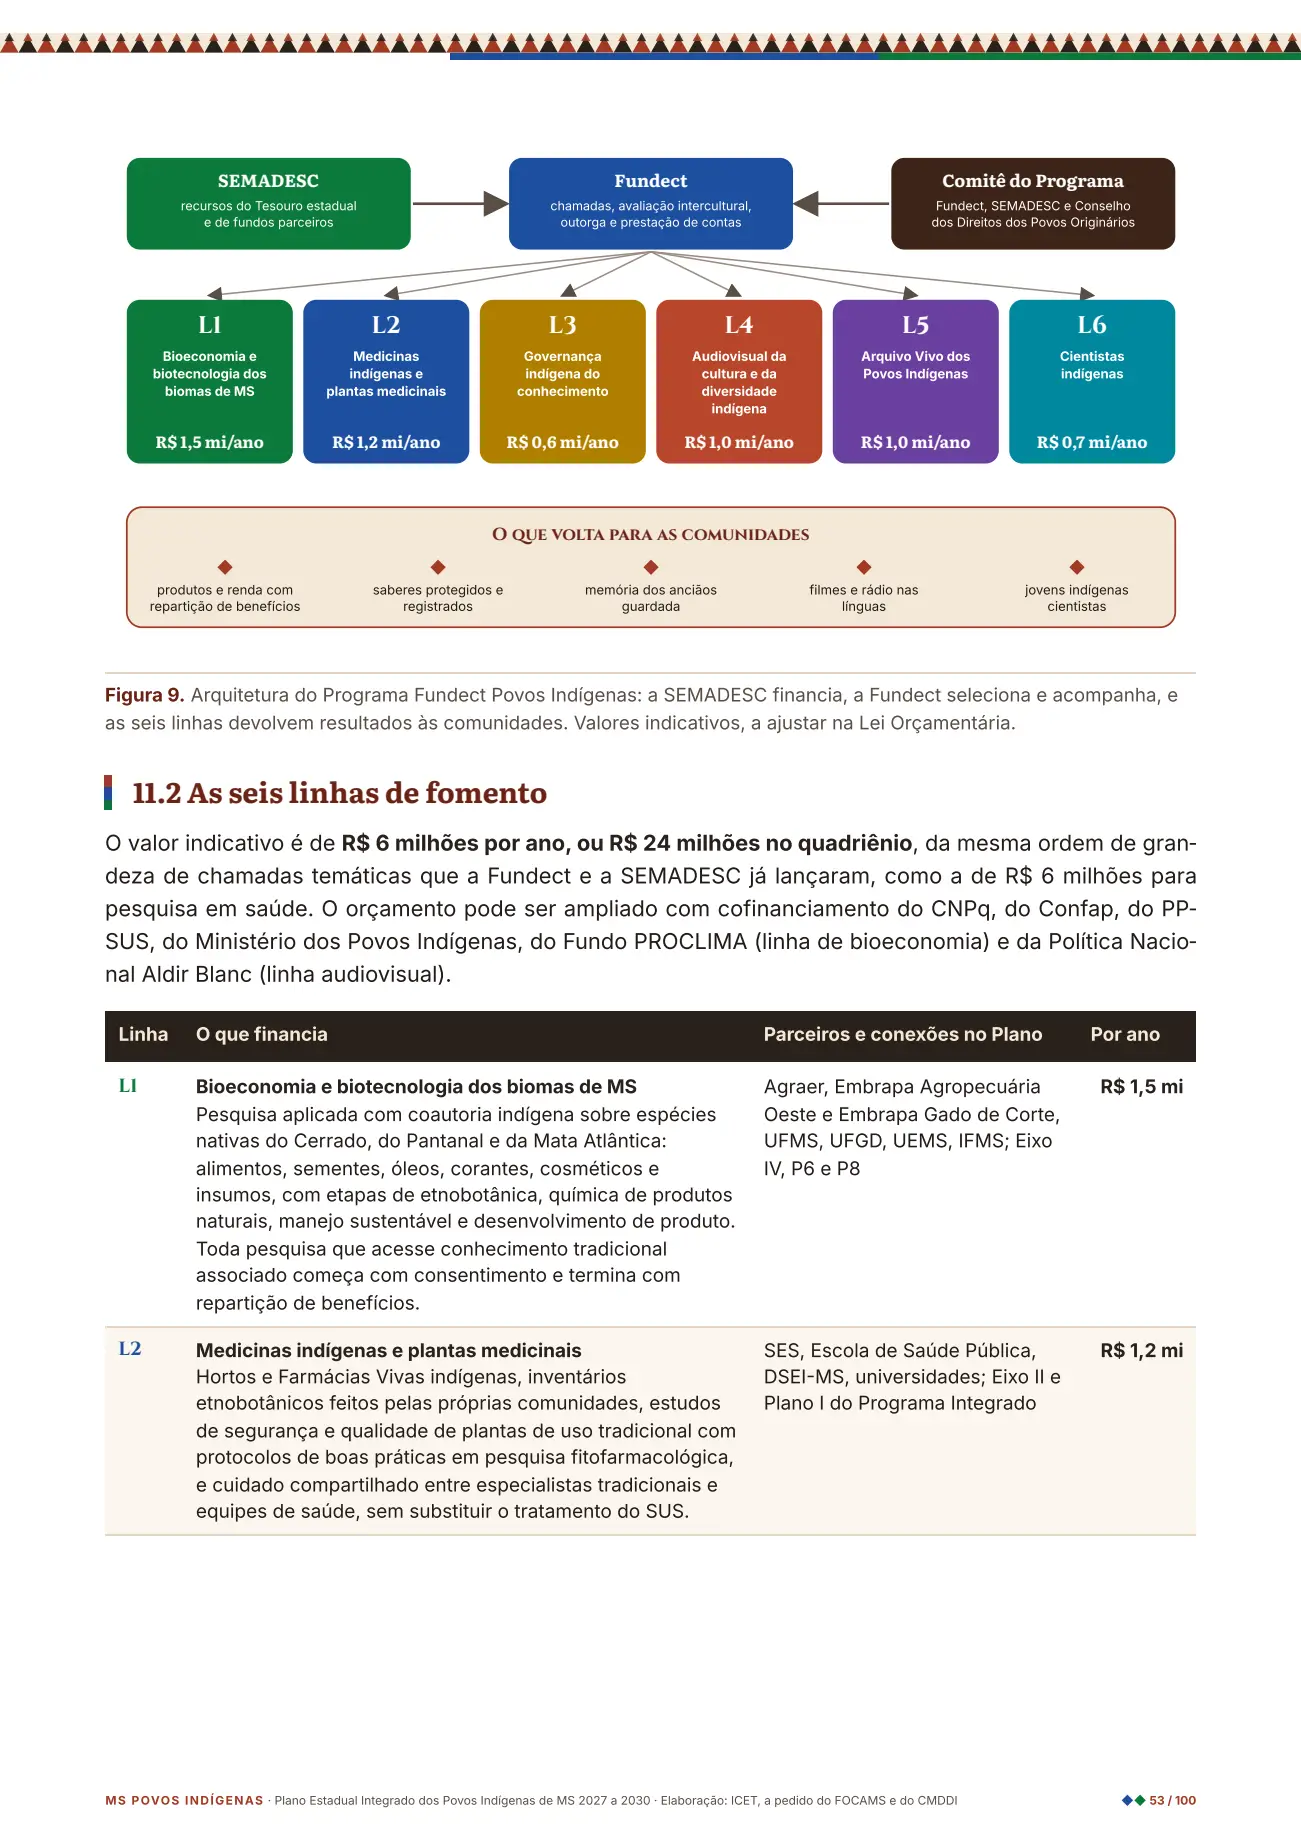 SEMADESC
recursos do Tesouro estadual
e de fundos parceiros
Fundect
chamadas, avaliação intercultural,
outorga e prestação de contas
Comitê do Programa
Fundect, SEMADESC e Conselho
dos Direitos dos Povos Originários
L1
Bioeconomia e
biotecnologia dos
biomas de MS
R$ 1,5 mi/ano
L2
Medicinas
indígenas e
plantas medicinais
R$ 1,2 mi/ano
L3
Governança
indígena do
conhecimento
R$ 0,6 mi/ano
L4
Audiovisual da
cultura e da
diversidade
indígena
R$ 1,0 mi/ano
L5
Arquivo Vivo dos
Povos Indígenas
R$ 1,0 mi/ano
L6
Cientistas
indígenas
R$ 0,7 mi/ano
O QUE VOLTA PARA AS COMUNIDADES
produtos e renda com
repartição de benefícios
saberes protegidos e
registrados
memória dos anciãos
guardada
filmes e rádio nas
línguas
jovens indígenas
cientistas
Figura 9. Arquitetura do Programa Fundect Povos Indígenas: a SEMADESC financia, a Fundect seleciona e acompanha, e
as seis linhas devolvem resultados às comunidades. Valores indicativos, a ajustar na Lei Orçamentária.
11.2 As seis linhas de fomento
O valor indicativo é de R$ 6 milhões por ano, ou R$ 24 milhões no quadriênio, da mesma ordem de gran-
deza de chamadas temáticas que a Fundect e a SEMADESC já lançaram, como a de R$ 6 milhões para
pesquisa em saúde. O orçamento pode ser ampliado com cofinanciamento do CNPq, do Confap, do PP-
SUS, do Ministério dos Povos Indígenas, do Fundo PROCLIMA (linha de bioeconomia) e da Política Nacio-
nal Aldir Blanc (linha audiovisual).
Linha O que financia Parceiros e conexões no Plano Por ano
L1
Bioeconomia e biotecnologia dos biomas de MS
Pesquisa aplicada com coautoria indígena sobre espécies
nativas do Cerrado, do Pantanal e da Mata Atlântica:
alimentos, sementes, óleos, corantes, cosméticos e
insumos, com etapas de etnobotânica, química de produtos
naturais, manejo sustentável e desenvolvimento de produto.
Toda pesquisa que acesse conhecimento tradicional
associado começa com consentimento e termina com
repartição de benefícios.
Agraer, Embrapa Agropecuária
Oeste e Embrapa Gado de Corte,
UFMS, UFGD, UEMS, IFMS; Eixo
IV, P6 e P8
R$ 1,5 mi
L2
Medicinas indígenas e plantas medicinais
Hortos e Farmácias Vivas indígenas, inventários
etnobotânicos feitos pelas próprias comunidades, estudos
de segurança e qualidade de plantas de uso tradicional com
protocolos de boas práticas em pesquisa fitofarmacológica,
e cuidado compartilhado entre especialistas tradicionais e
equipes de saúde, sem substituir o tratamento do SUS.
SES, Escola de Saúde Pública,
DSEI-MS, universidades; Eixo II e
Plano I do Programa Integrado
R$ 1,2 mi
MS POVOS INDÍGENAS · Plano Estadual Integrado dos Povos Indígenas de MS 2027 a 2030 · Elaboração: ICET, a pedido do FOCAMS e do CMDDI
53 / 100